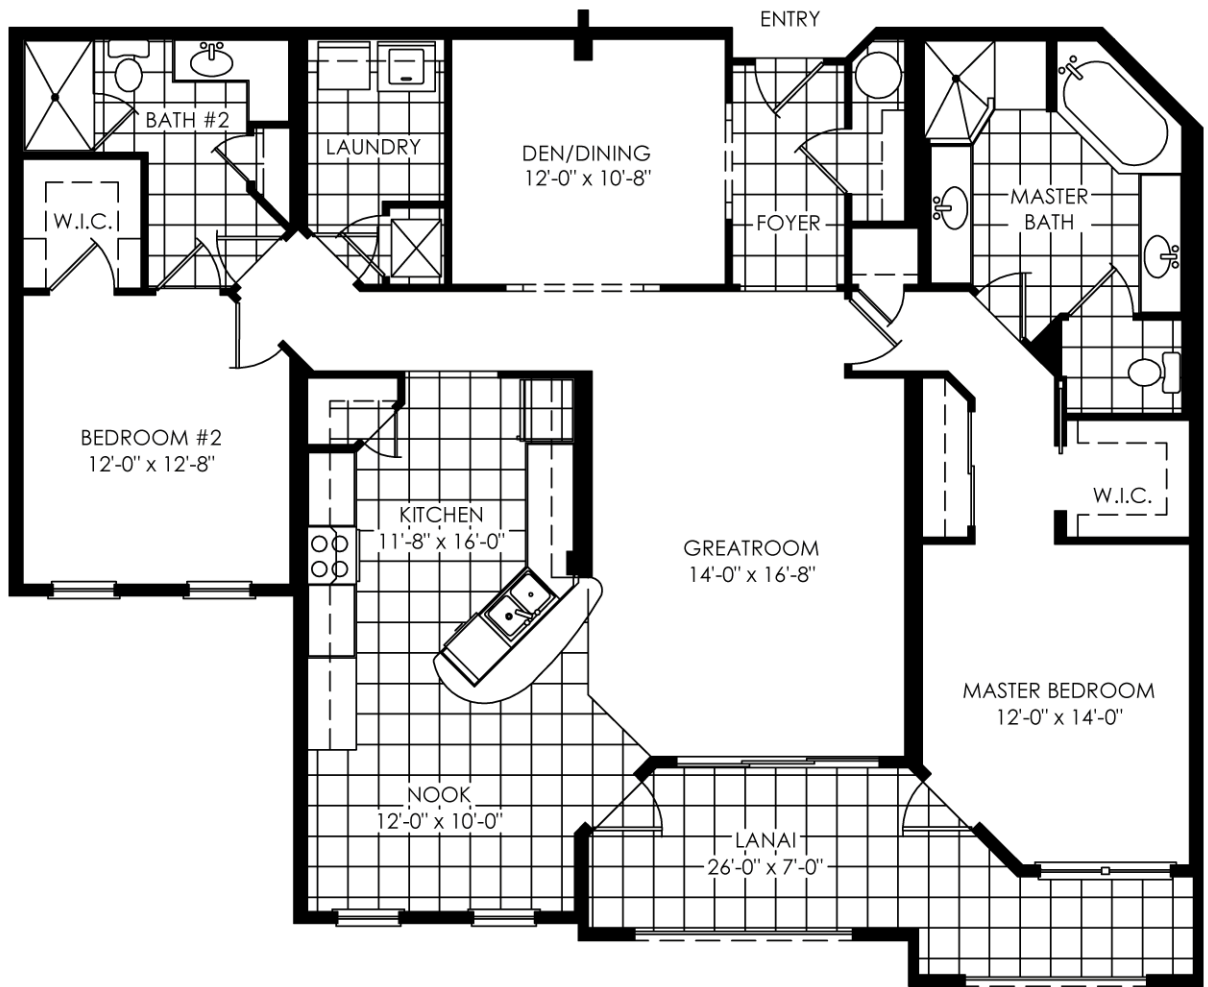 ENTRY
BATH #2
LAUNDRY
DEN/DINING
12'-0" x 10'-8"
W.I.C.
FOYER
MASTER
BATH
BEDROOM #2
12'-0" x 12'-8"
KITCHEN
11'-8" x 16'-0"
GREATROOM
14'-0" x 16'-8"
W.I.C.
MASTER BEDROOM
12'-0" x 14'-0"
NOOK
12'-0" x 10'-0"
LANAI
26'-0" x 7'-0"